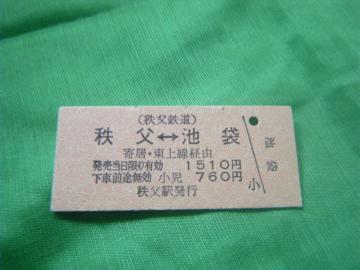 (秩父鉄道)
秩父↔池袋
寄居・東上線経由
発売当日限り有効 1510円
下車前途無効 小児 760円
秩父駅発行
池袋
小